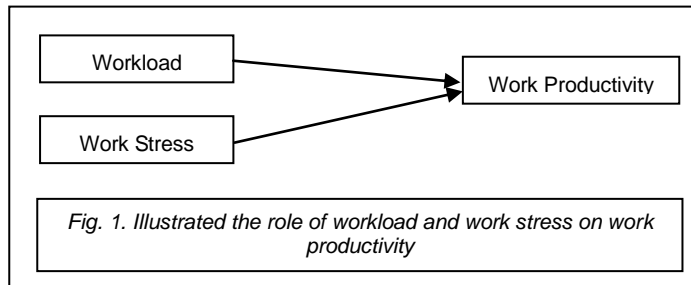 Workload
Work Productivity
Work Stress
Fig. 1. Illustrated the role of workload and work stress on work
productivity